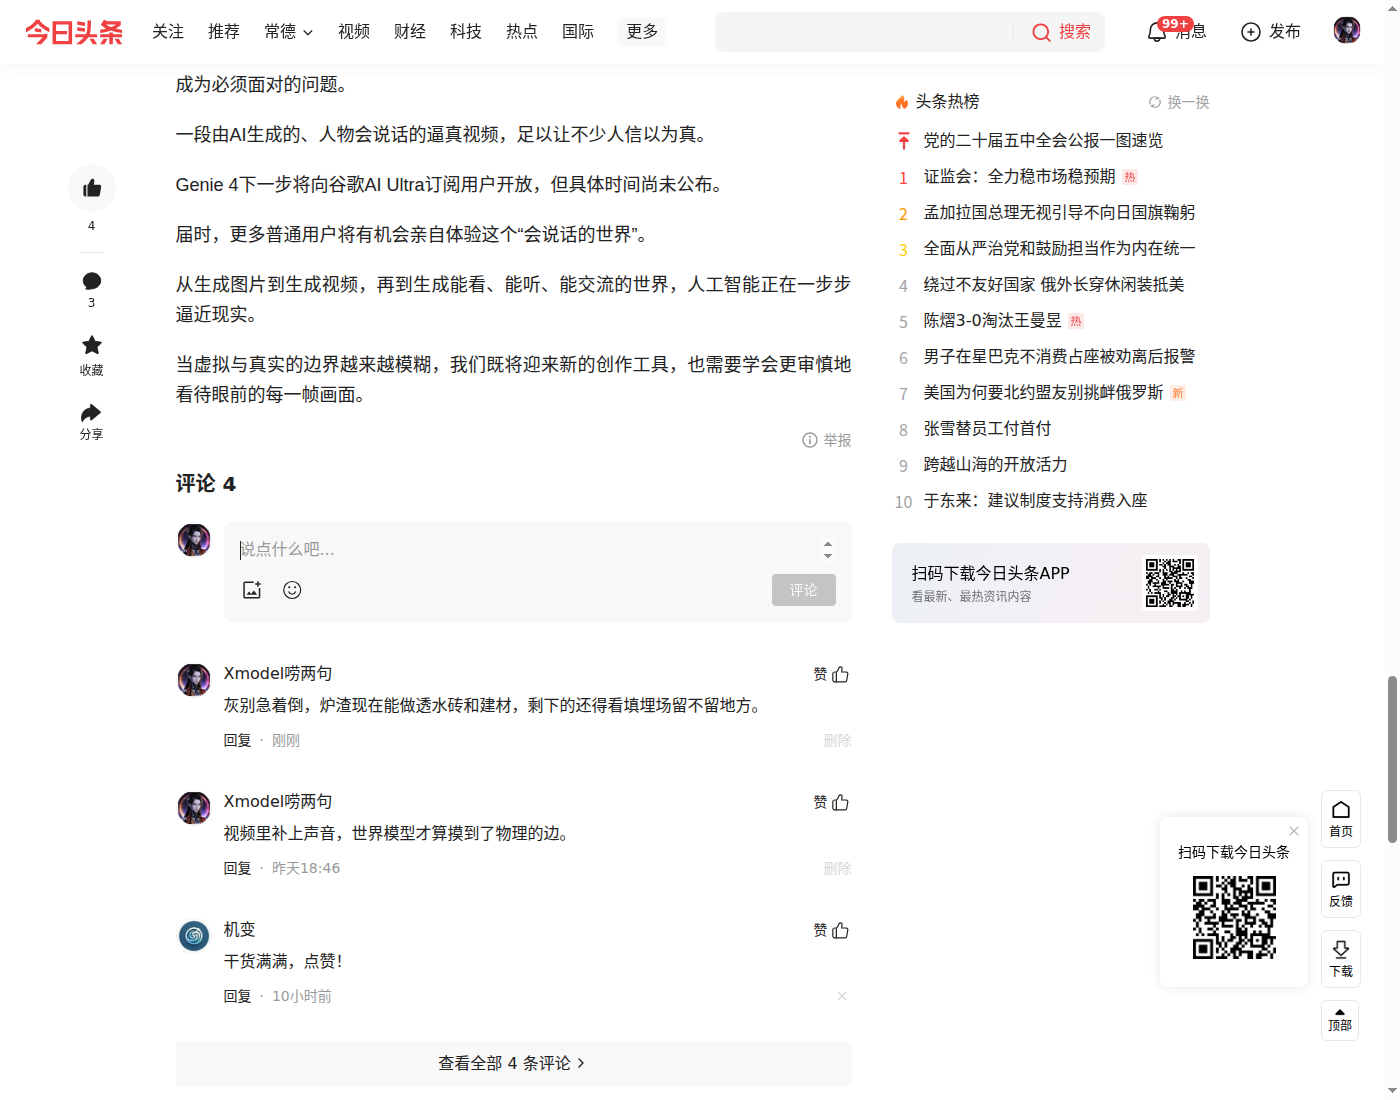 今日头条 关注 推荐 常德 视频 财经 科技 热点 国际 更多 搜索 99+ 消息 发布
成为必须面对的问题。
一段由AI生成的、人物会说话的逼真视频，足以让不少人信以为真。
Genie 4下一步将向谷歌AI Ultra订阅用户开放，但具体时间尚未公布。
届时，更多普通用户将有机会亲自体验这个“会说话的世界”。
从生成图片到生成视频，再到生成能看、能听、能交流的世界，人工智能正在一步步
逼近现实。
当虚拟与真实的边界越来越模糊，我们既将迎来新的创作工具，也需要学会更审慎地
看待眼前的每一帧画面。
4
3
收藏
分享
举报
评论 4
说点什么吧...
评论
Xmodel唠两句 赞
灰别急着倒，炉渣现在能做透水砖和建材，剩下的还得看填埋场留不留地方。
回复 · 刚刚 删除
Xmodel唠两句 赞
视频里补上声音，世界模型才算摸到了物理的边。
回复 · 昨天18:46 删除
机变 赞
干货满满，点赞！
回复 · 10小时前
查看全部 4 条评论
头条热榜 换一换
党的二十届五中全会公报一图速览
1 证监会：全力稳市场稳预期 热
2 孟加拉国总理无视引导不向日国旗鞠躬
3 全面从严治党和鼓励担当作为内在统一
4 绕过不友好国家 俄外长穿休闲装抵美
5 陈熠3-0淘汰王曼昱 热
6 男子在星巴克不消费占座被劝离后报警
7 美国为何要北约盟友别挑衅俄罗斯 新
8 张雪替员工付首付
9 跨越山海的开放活力
10 于东来：建议制度支持消费入座
扫码下载今日头条APP
看最新、最热资讯内容
扫码下载今日头条
首页
反馈
下载
顶部